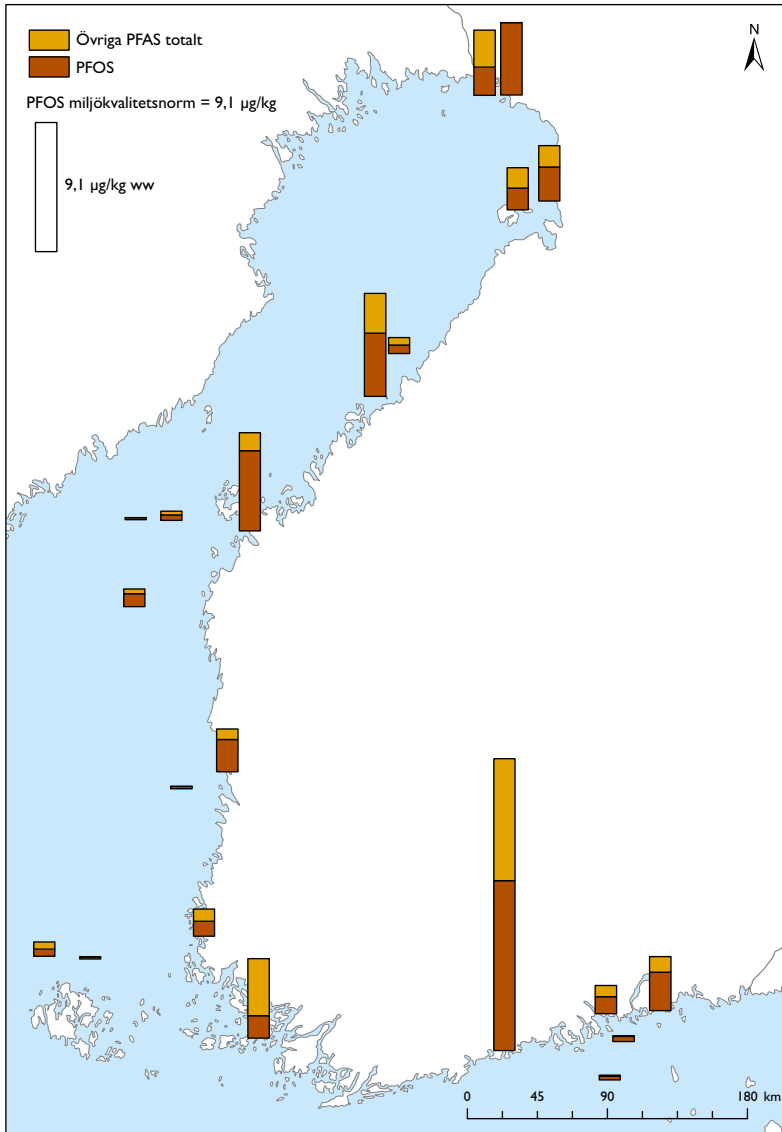 Övriga PFAS totalt
PFOS
PFOS miljökvalitetsnorm = 9,1 µg/kg
9,1 µg/kg ww
N
0 45 90 180 km